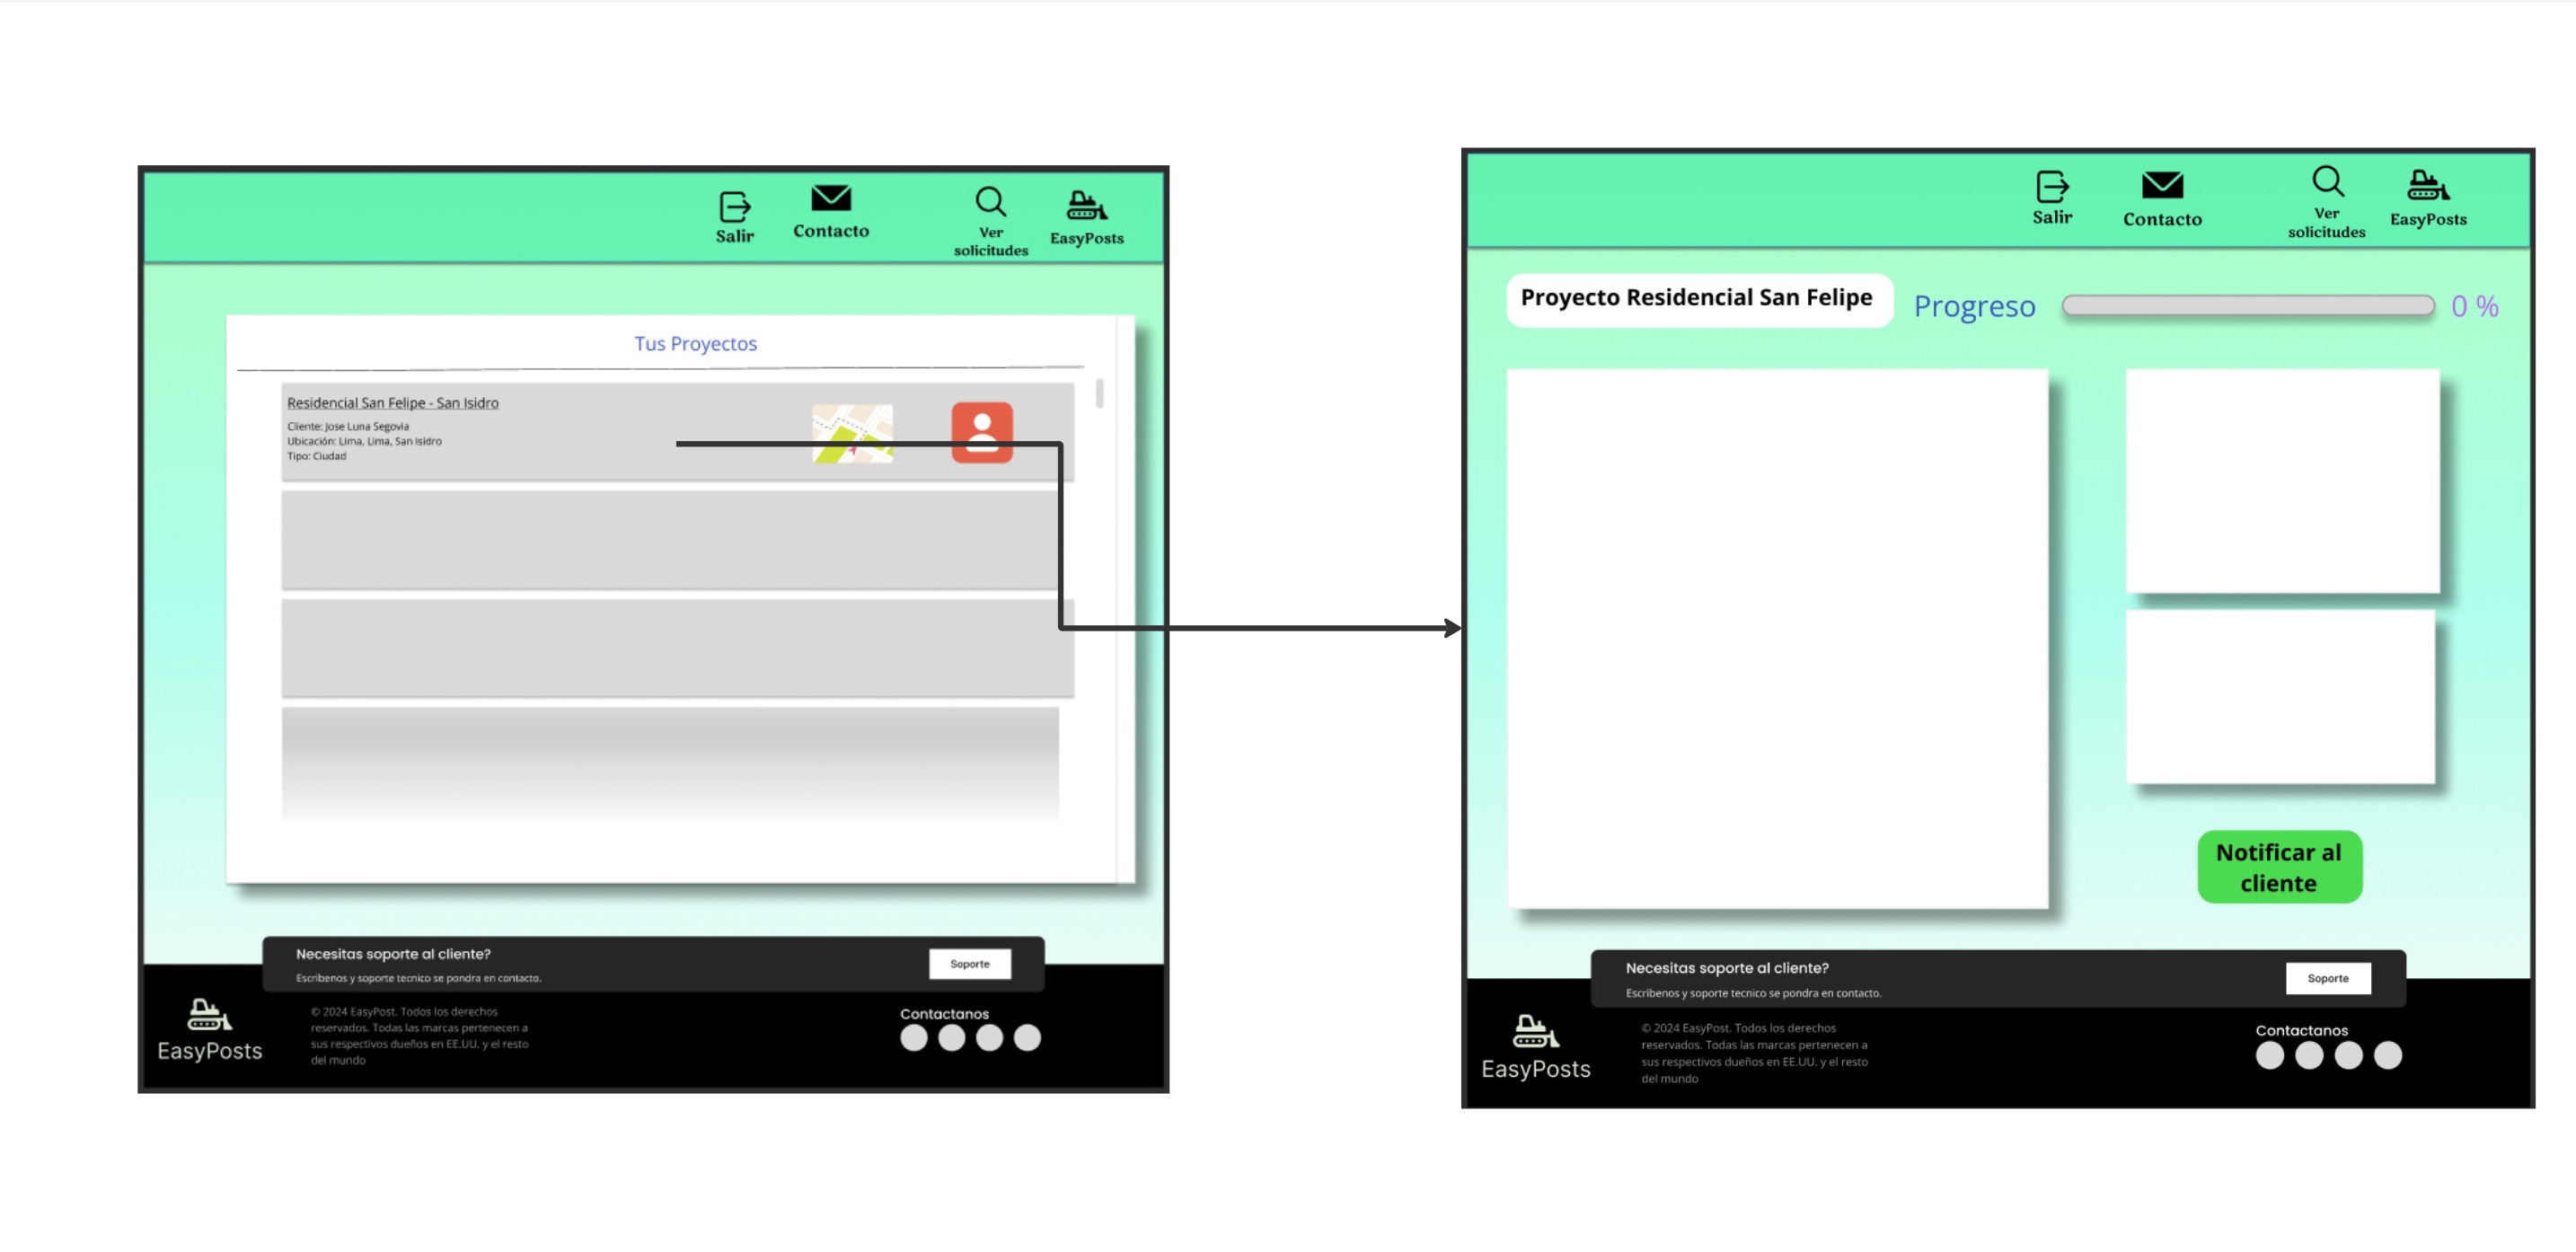 Salir
Contacto
Ver
solicitudes
EasyPosts
Tus Proyectos
Residencial San Felipe - San Isidro
Cliente: Jose Luna Segovia
Ubicación: Lima, Lima, San Isidro
Tipo: Ciudad
Necesitas soporte al cliente?
Escribenos y soporte tecnico se pondra en contacto.
Soporte
EasyPosts
© 2024 EasyPost. Todos los derechos
reservados. Todas las marcas pertenecen a
sus respectivos dueños en EE.UU. y el resto
del mundo
Contactanos
Salir
Contacto
Ver
solicitudes
EasyPosts
Proyecto Residencial San Felipe
Progreso
0 %
Notificar al
cliente
Necesitas soporte al cliente?
Escribenos y soporte tecnico se pondra en contacto.
Soporte
EasyPosts
© 2024 EasyPost. Todos los derechos
reservados. Todas las marcas pertenecen a
sus respectivos dueños en EE.UU. y el resto
del mundo
Contactanos